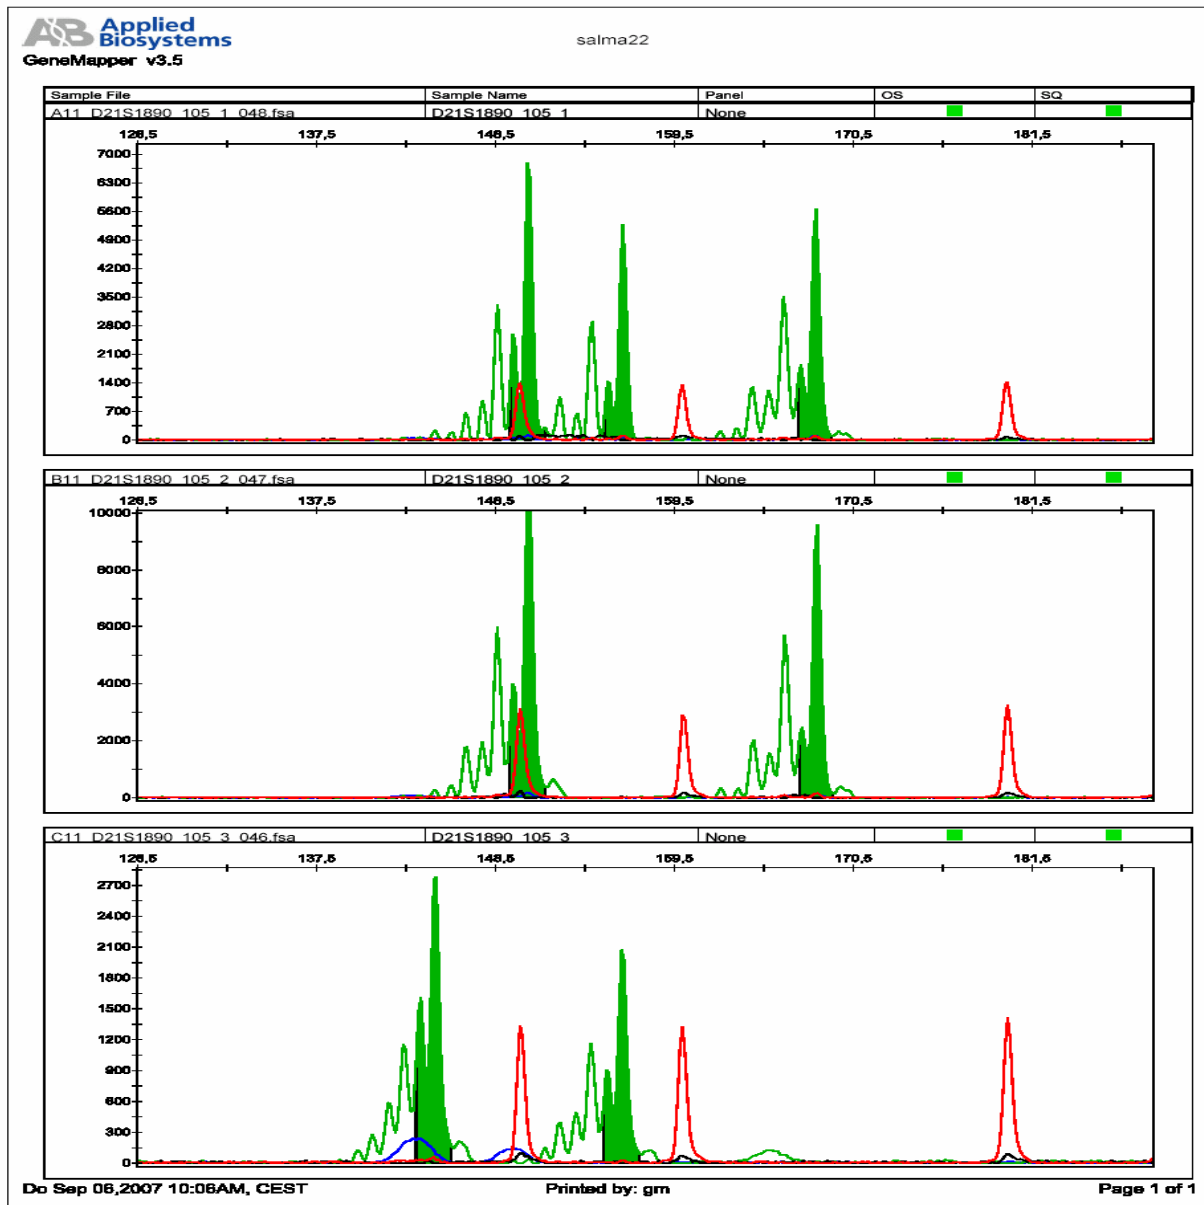 AB Applied Biosystems
salma22
GeneMapper v3.5
Sample File Sample Name Panel OS SQ
A11_D21S1890_105_1_048.fsa D21S1890_105_1 None
126,5 137,5 148,5 159,5 170,5 181,5
7000
6300
5600
4900
4200
3500
2800
2100
1400
700
0
B11_D21S1890_105_2_047.fsa D21S1890_105_2 None
126,5 137,5 148,5 159,5 170,5 181,5
10000
8000
6000
4000
2000
0
C11_D21S1890_105_3_046.fsa D21S1890_105_3 None
126,5 137,5 148,5 159,5 170,5 181,5
2700
2400
2100
1800
1500
1200
900
600
300
0
Do Sep 06,2007 10:06AM, CEST Printed by: gm Page 1 of 1